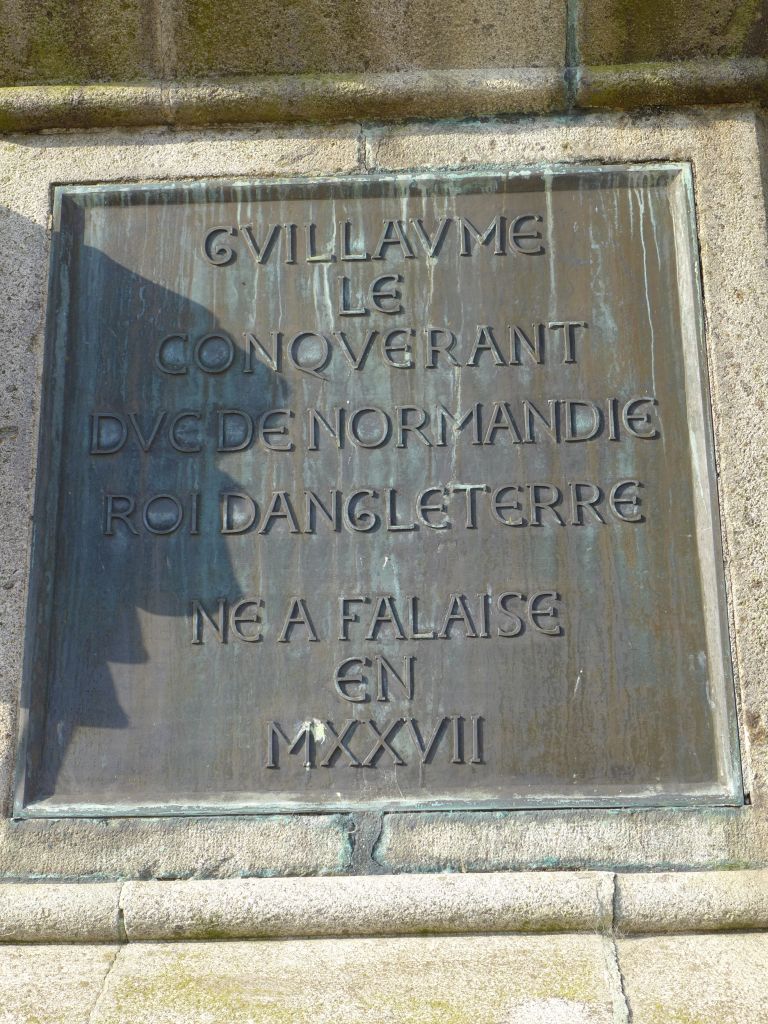 GVILLAVME
LE
CONQVERANT
DVC DE NORMANDIE
ROI DANGLETERRE
NE A FALAISE
EN
MXXVII